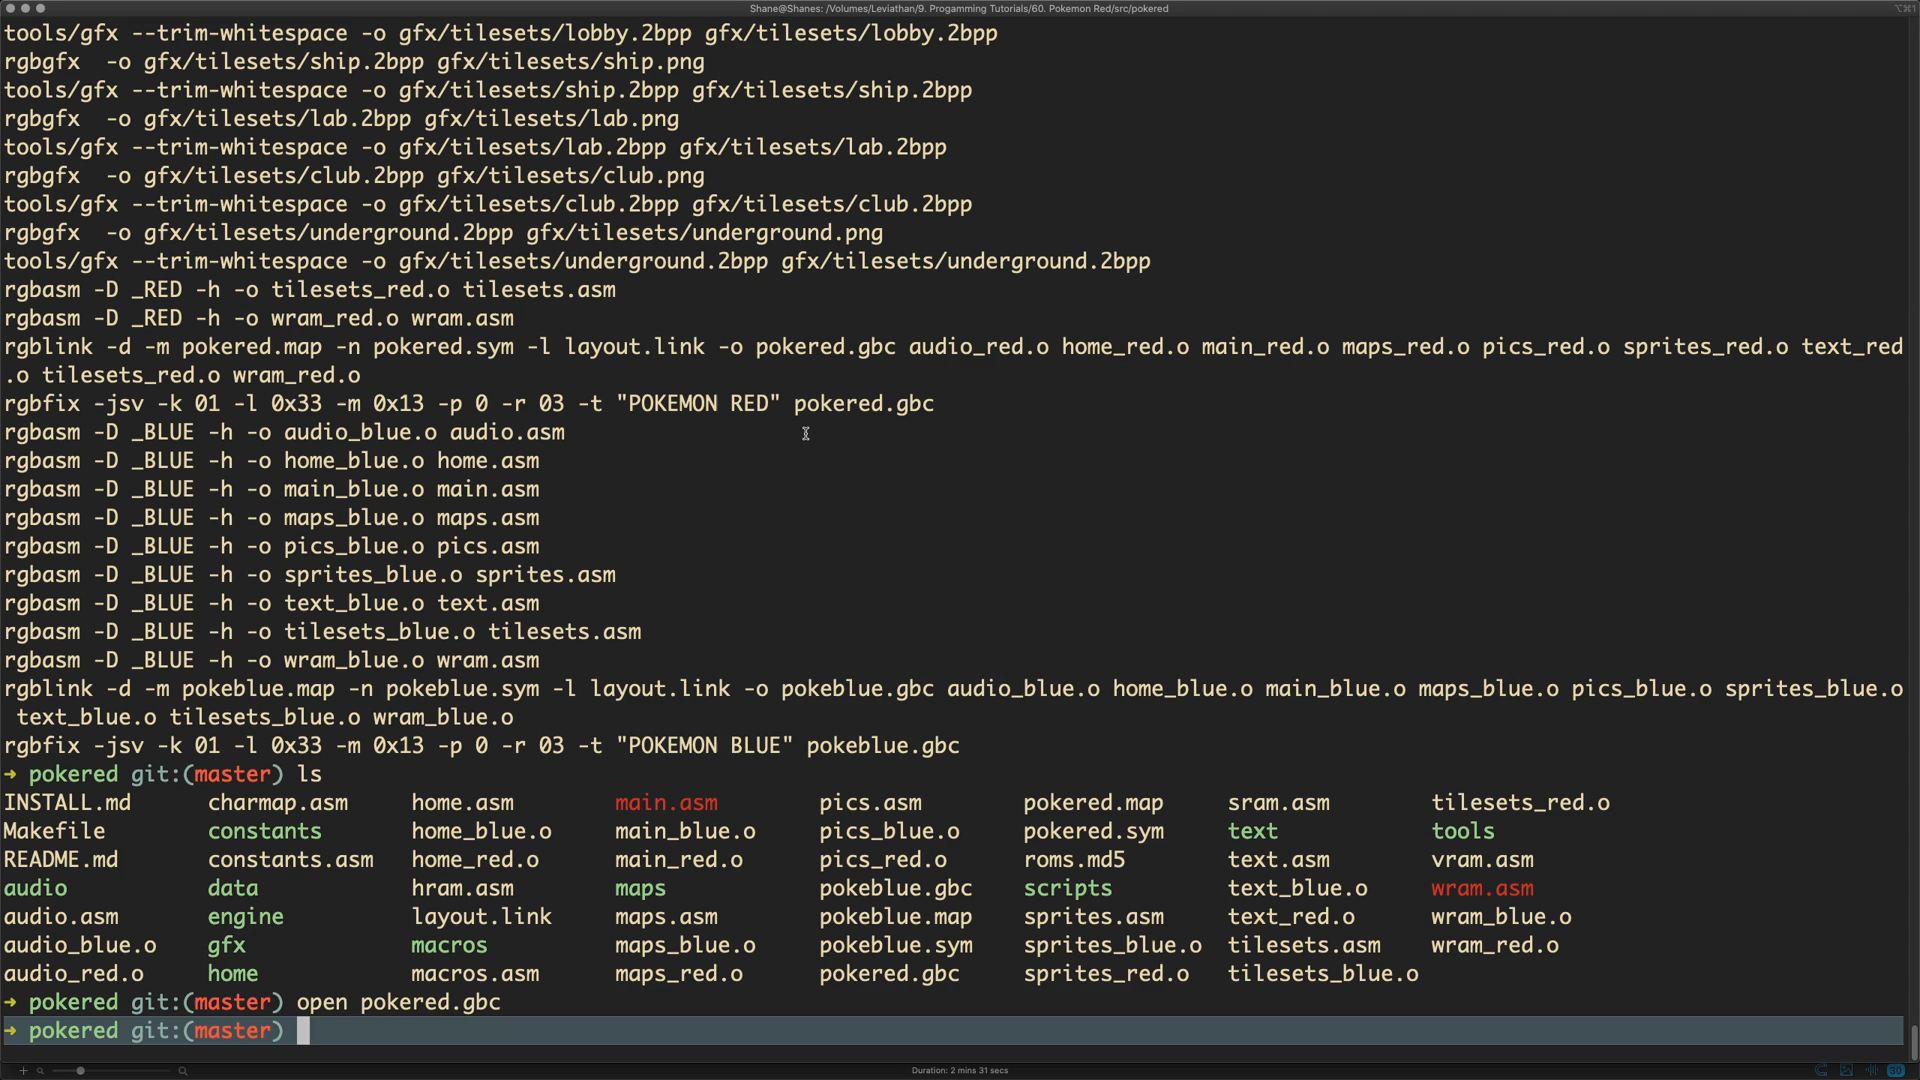 Shane@Shanes: /Volumes/Leviathan/9. Progamming Tutorials/60. Pokemon Red/src/pokered
⌥⌘1
tools/gfx --trim-whitespace -o gfx/tilesets/lobby.2bpp gfx/tilesets/lobby.2bpp
rgbgfx  -o gfx/tilesets/ship.2bpp gfx/tilesets/ship.png
tools/gfx --trim-whitespace -o gfx/tilesets/ship.2bpp gfx/tilesets/ship.2bpp
rgbgfx  -o gfx/tilesets/lab.2bpp gfx/tilesets/lab.png
tools/gfx --trim-whitespace -o gfx/tilesets/lab.2bpp gfx/tilesets/lab.2bpp
rgbgfx  -o gfx/tilesets/club.2bpp gfx/tilesets/club.png
tools/gfx --trim-whitespace -o gfx/tilesets/club.2bpp gfx/tilesets/club.2bpp
rgbgfx  -o gfx/tilesets/underground.2bpp gfx/tilesets/underground.png
tools/gfx --trim-whitespace -o gfx/tilesets/underground.2bpp gfx/tilesets/underground.2bpp
rgbasm -D _RED -h -o tilesets_red.o tilesets.asm
rgbasm -D _RED -h -o wram_red.o wram.asm
rgblink -d -m pokered.map -n pokered.sym -l layout.link -o pokered.gbc audio_red.o home_red.o main_red.o maps_red.o pics_red.o sprites_red.o text_red
.o tilesets_red.o wram_red.o
rgbfix -jsv -k 01 -l 0x33 -m 0x13 -p 0 -r 03 -t "POKEMON RED" pokered.gbc
rgbasm -D _BLUE -h -o audio_blue.o audio.asm
rgbasm -D _BLUE -h -o home_blue.o home.asm
rgbasm -D _BLUE -h -o main_blue.o main.asm
rgbasm -D _BLUE -h -o maps_blue.o maps.asm
rgbasm -D _BLUE -h -o pics_blue.o pics.asm
rgbasm -D _BLUE -h -o sprites_blue.o sprites.asm
rgbasm -D _BLUE -h -o text_blue.o text.asm
rgbasm -D _BLUE -h -o tilesets_blue.o tilesets.asm
rgbasm -D _BLUE -h -o wram_blue.o wram.asm
rgblink -d -m pokeblue.map -n pokeblue.sym -l layout.link -o pokeblue.gbc audio_blue.o home_blue.o main_blue.o maps_blue.o pics_blue.o sprites_blue.o
text_blue.o tilesets_blue.o wram_blue.o
rgbfix -jsv -k 01 -l 0x33 -m 0x13 -p 0 -r 03 -t "POKEMON BLUE" pokeblue.gbc
➜ pokered git:(master) ls
INSTALL.md charmap.asm home.asm main.asm pics.asm pokered.map sram.asm tilesets_red.o
Makefile constants home_blue.o main_blue.o pics_blue.o pokered.sym text tools
README.md constants.asm home_red.o main_red.o pics_red.o roms.md5 text.asm vram.asm
audio data hram.asm maps pokeblue.gbc scripts text_blue.o wram.asm
audio.asm engine layout.link maps.asm pokeblue.map sprites.asm text_red.o wram_blue.o
audio_blue.o gfx macros maps_blue.o pokeblue.sym sprites_blue.o tilesets.asm wram_red.o
audio_red.o home macros.asm maps_red.o pokered.gbc sprites_red.o tilesets_blue.o
➜ pokered git:(master) open pokered.gbc
➜ pokered git:(master)
Duration: 2 mins 31 secs
30